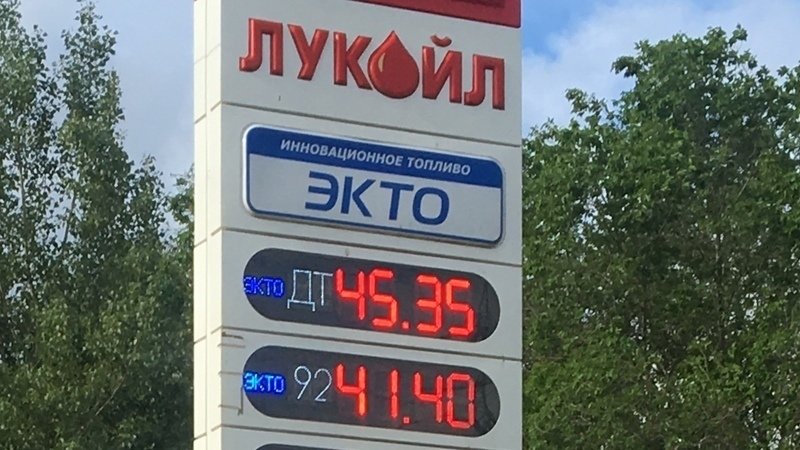 ЛУКОЙЛ
ИННОВАЦИОННОЕ ТОПЛИВО
ЭКТО
ЭКТО ДТ 45.35
ЭКТО 92 41.40